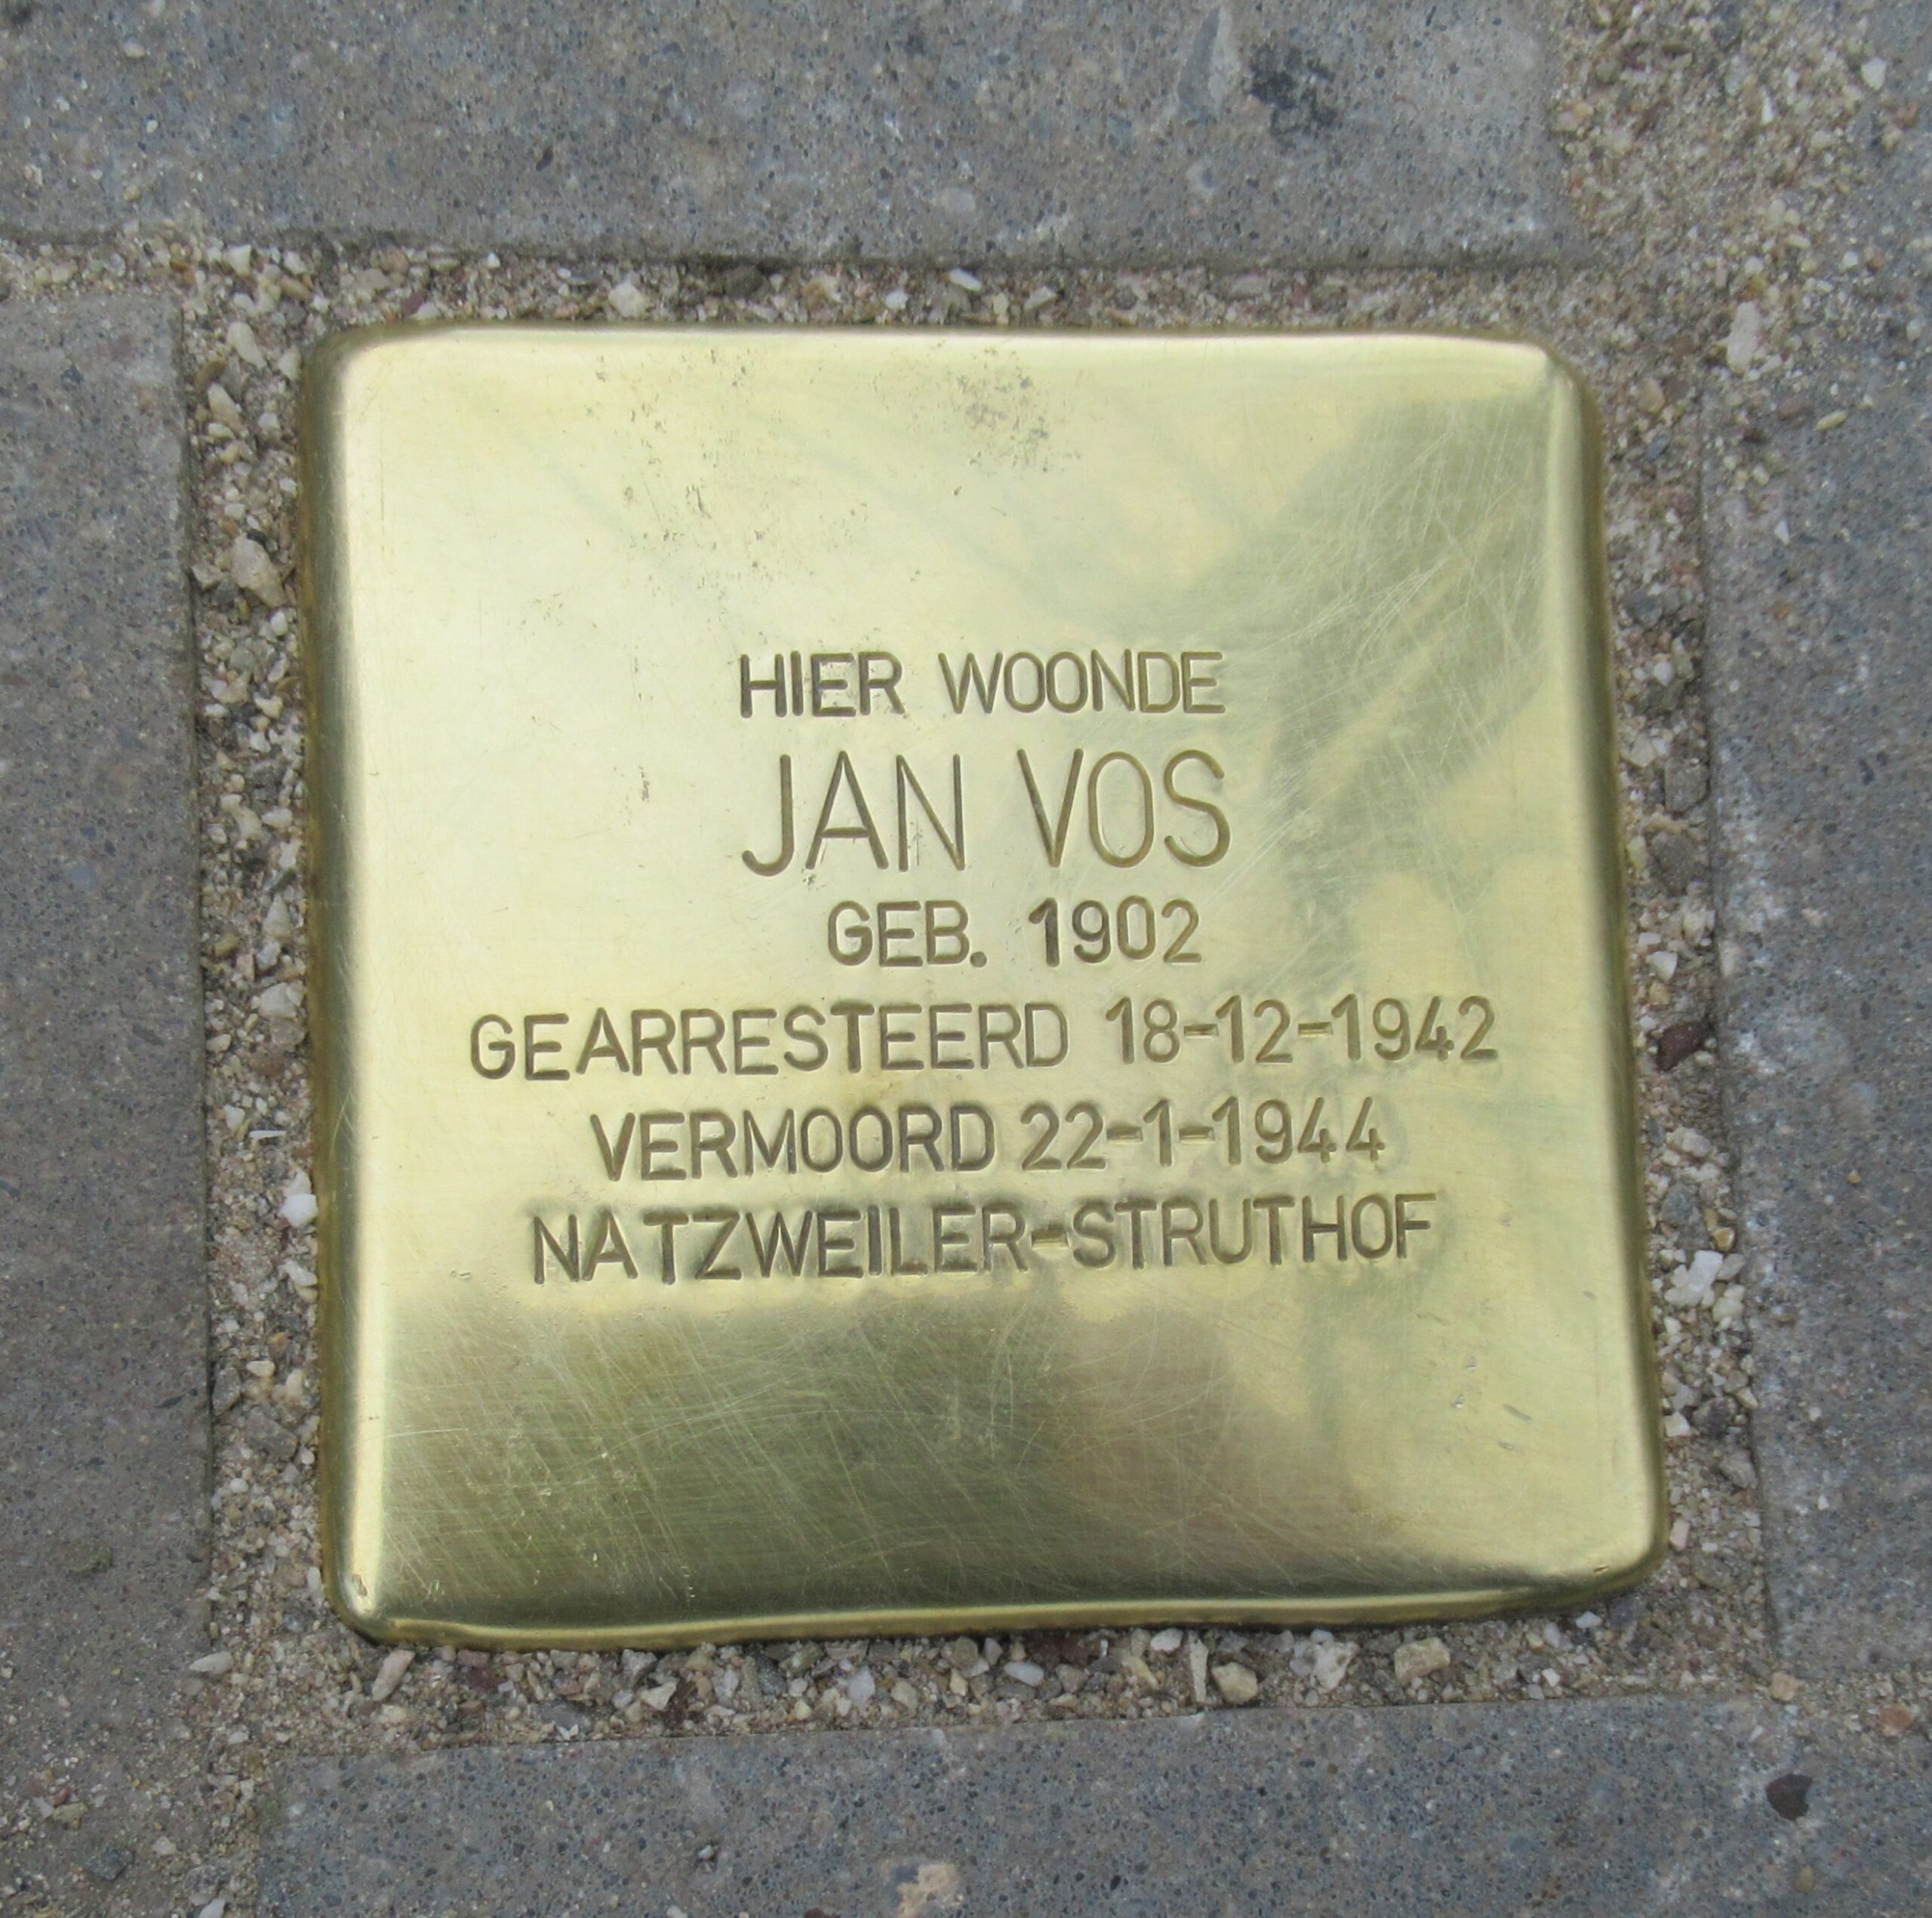 HIER WOONDE
JAN VOS
GEB. 1902
GEARRESTEERD 18-12-1942
VERMOORD 22-1-1944
NATZWEILER-STRUTHOF